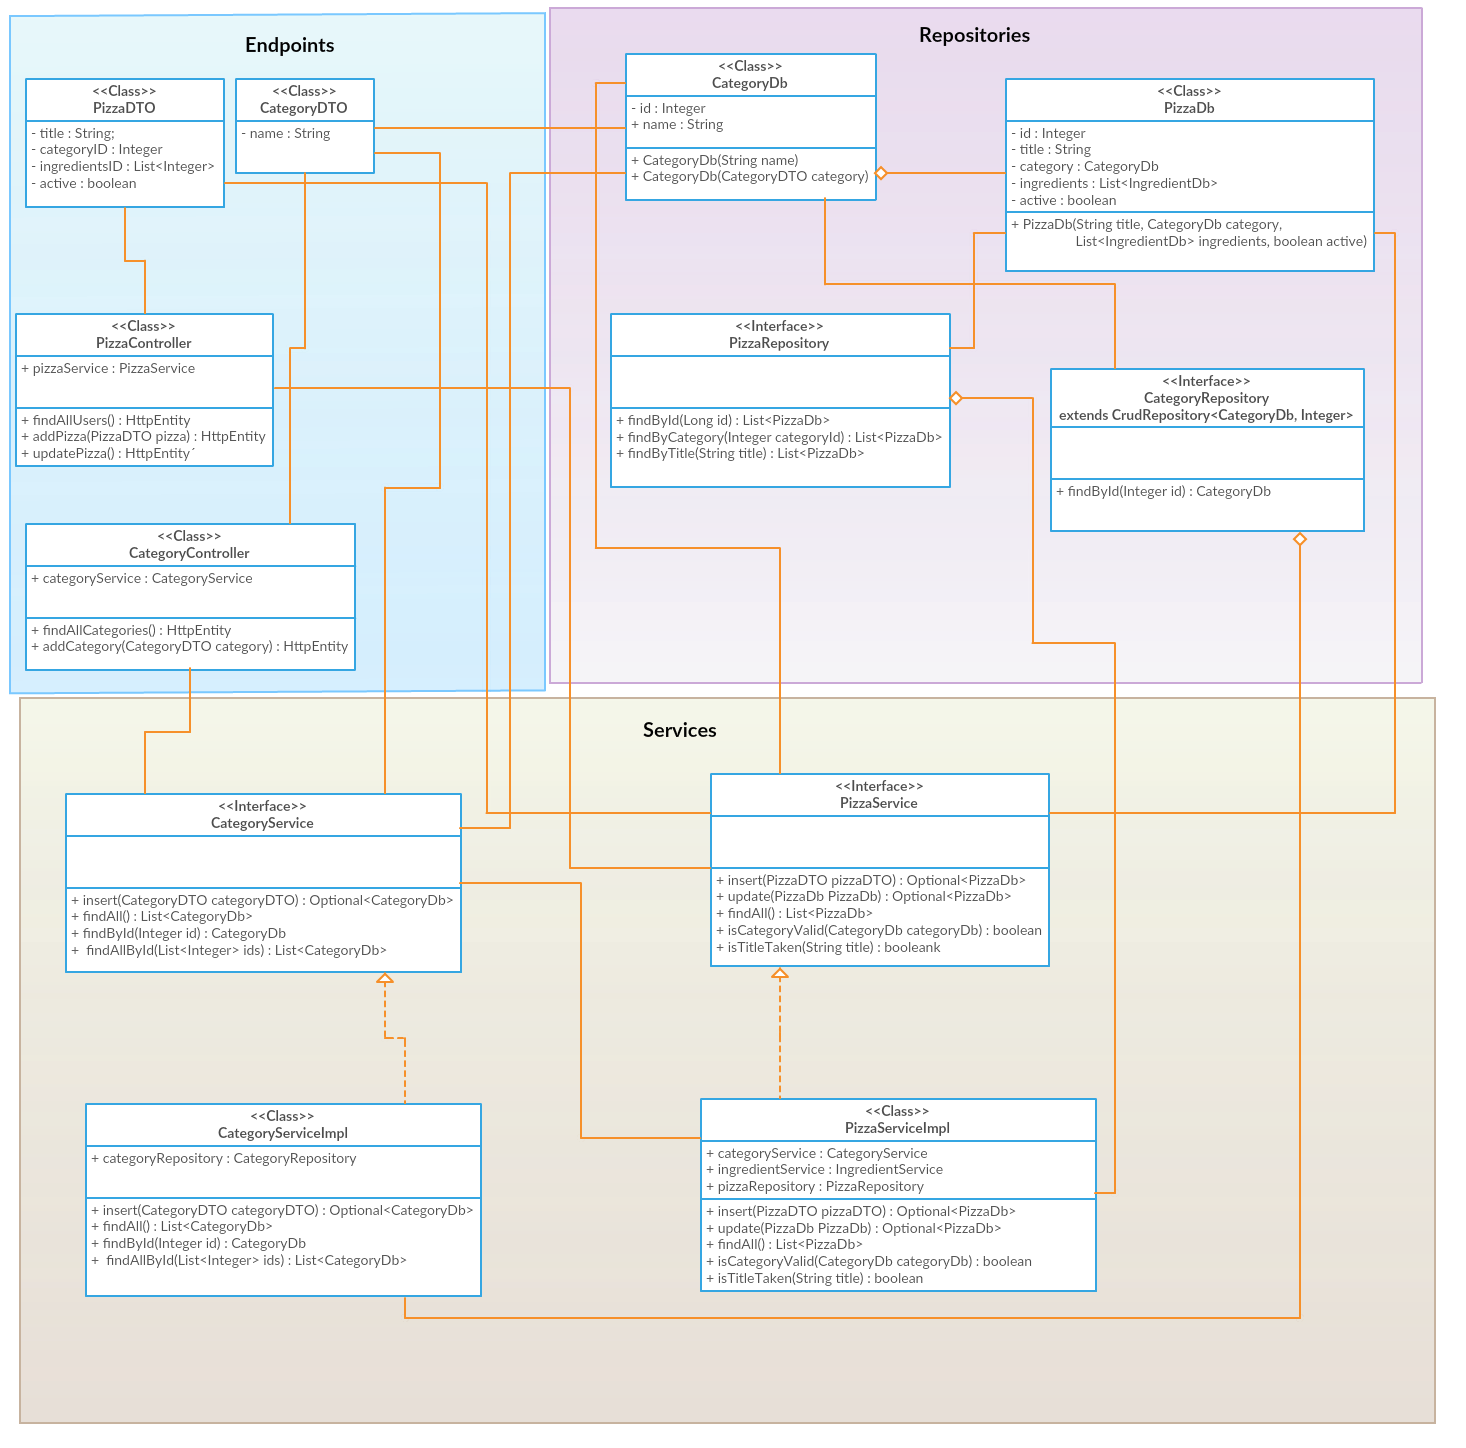 Endpoints
<<Class>>
PizzaDTO
- title : String;
- categoryID : Integer
- ingredientsID : List<Integer>
- active : boolean
<<Class>>
CategoryDTO
- name : String
<<Class>>
PizzaController
+ pizzaService : PizzaService
+ findAllUsers() : HttpEntity
+ addPizza(PizzaDTO pizza) : HttpEntity
+ updatePizza() : HttpEntity´
<<Class>>
CategoryController
+ categoryService : CategoryService
+ findAllCategories() : HttpEntity
+ addCategory(CategoryDTO category) : HttpEntity
Repositories
<<Class>>
CategoryDb
- id : Integer
+ name : String
+ CategoryDb(String name)
+ CategoryDb(CategoryDTO category)
<<Class>>
PizzaDb
- id : Integer
- title : String
- category : CategoryDb
- ingredients : List<IngredientDb>
- active : boolean
+ PizzaDb(String title, CategoryDb category,
List<IngredientDb> ingredients, boolean active)
<<Interface>>
PizzaRepository
+ findById(Long id) : List<PizzaDb>
+ findByCategory(Integer categoryId) : List<PizzaDb>
+ findByTitle(String title) : List<PizzaDb>
<<Interface>>
CategoryRepository
extends CrudRepository<CategoryDb, Integer>
+ findById(Integer id) : CategoryDb
Services
<<Interface>>
CategoryService
+ insert(CategoryDTO categoryDTO) : Optional<CategoryDb>
+ findAll() : List<CategoryDb>
+ findById(Integer id) : CategoryDb
+ findAllById(List<Integer> ids) : List<CategoryDb>
<<Interface>>
PizzaService
+ insert(PizzaDTO pizzaDTO) : Optional<PizzaDb>
+ update(PizzaDb PizzaDb) : Optional<PizzaDb>
+ findAll() : List<PizzaDb>
+ isCategoryValid(CategoryDb categoryDb) : boolean
+ isTitleTaken(String title) : booleank
<<Class>>
CategoryServiceImpl
+ categoryRepository : CategoryRepository
+ insert(CategoryDTO categoryDTO) : Optional<CategoryDb>
+ findAll() : List<CategoryDb>
+ findById(Integer id) : CategoryDb
+ findAllById(List<Integer> ids) : List<CategoryDb>
<<Class>>
PizzaServiceImpl
+ categoryService : CategoryService
+ ingredientService : IngredientService
+ pizzaRepository : PizzaRepository
+ insert(PizzaDTO pizzaDTO) : Optional<PizzaDb>
+ update(PizzaDb PizzaDb) : Optional<PizzaDb>
+ findAll() : List<PizzaDb>
+ isCategoryValid(CategoryDb categoryDb) : boolean
+ isTitleTaken(String title) : boolean